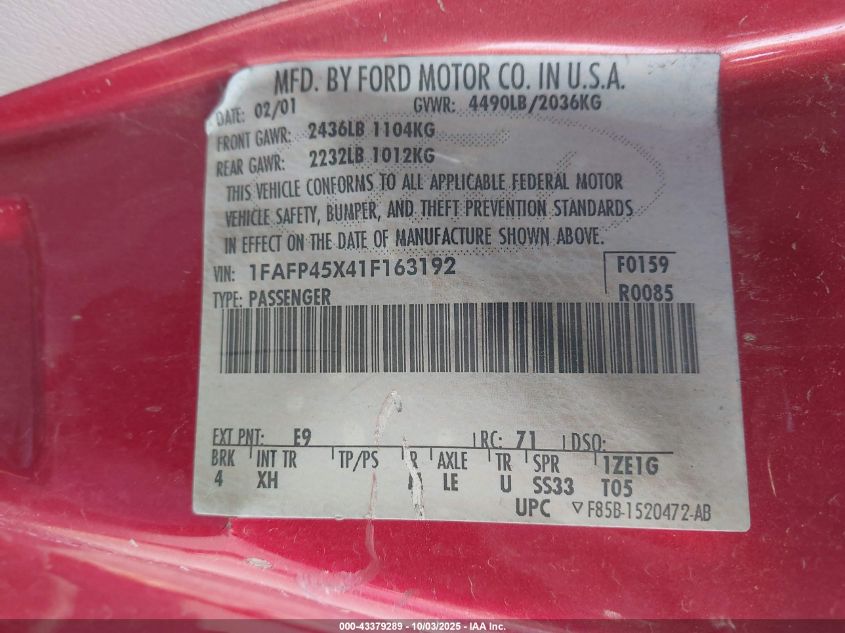 MFD. BY FORD MOTOR CO. IN U.S.A.
DATE: 02/01 GVWR: 4490LB/2036KG
FRONT GAWR: 2436LB 1104KG
REAR GAWR: 2232LB 1012KG
THIS VEHICLE CONFORMS TO ALL APPLICABLE FEDERAL MOTOR
VEHICLE SAFETY, BUMPER, AND THEFT PREVENTION STANDARDS
IN EFFECT ON THE DATE OF MANUFACTURE SHOWN ABOVE.
VIN: 1FAFP45X41F163192 F0159
TYPE: PASSENGER R0085
EXT PNT: E9 RC: 71 DSO:
BRK INT TR TP/PS R AXLE TR SPR 1ZE1G
4 XH LE U SS33 T05
UPC ▽F85B-1520472-AB
000-43379289 - 10/03/2025 - IAA Inc.